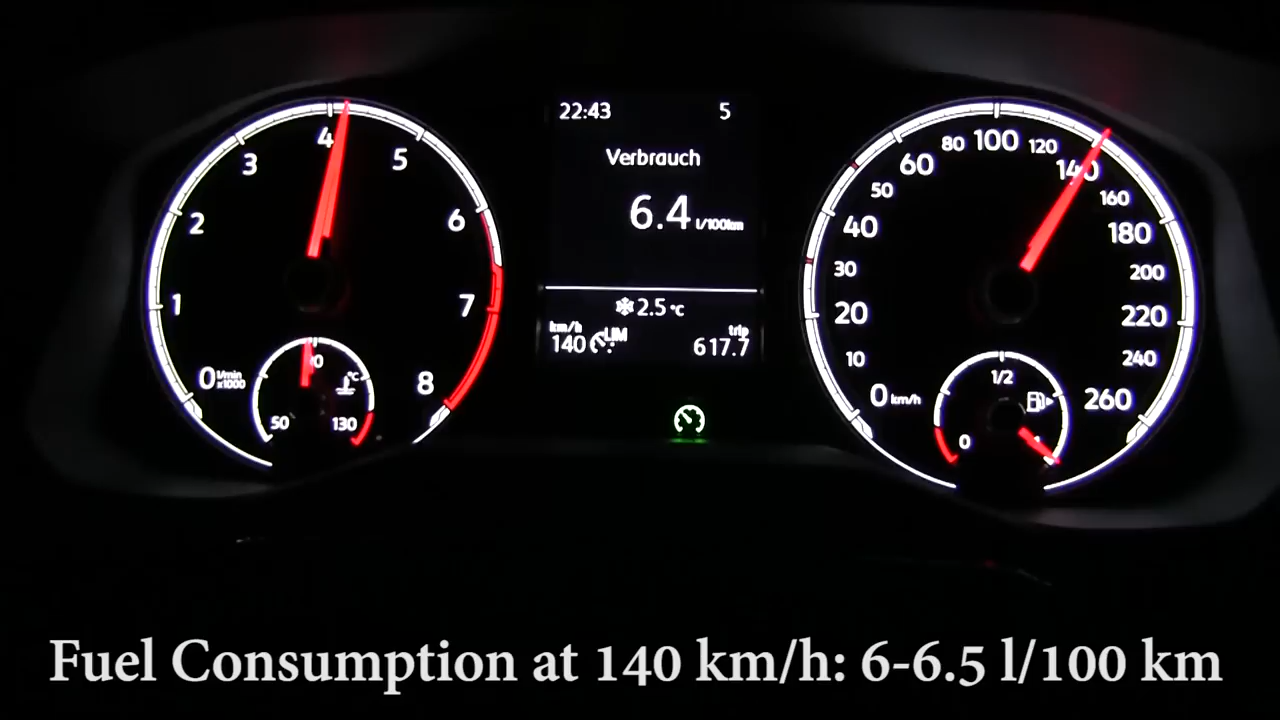 22:43 5
Verbrauch
6.4 l/100km
2.5 °C
km/h LIM trip
140 617.7
0 1 2 3 4 5 6 7 8
1/min
x1000
50 90 130
°C
0 10 20 30 40 50 60 80 100 120 140 160 180 200 220 240 260
km/h
0 1/2
Fuel Consumption at 140 km/h: 6-6.5 l/100 km